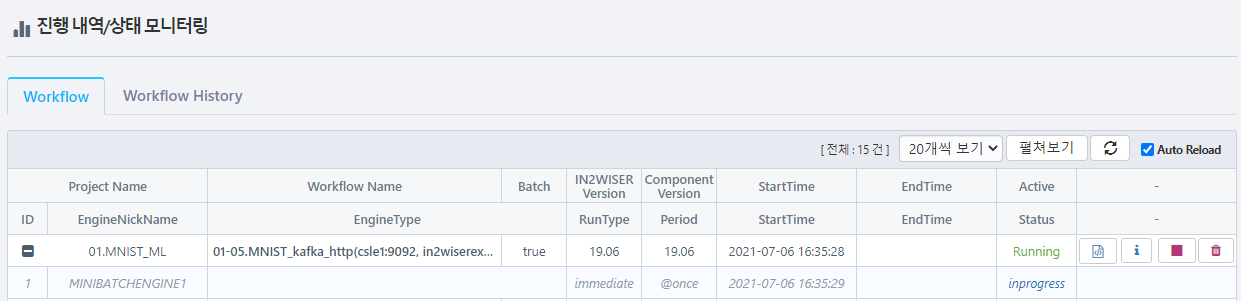 진행 내역/상태 모니터링
Workflow Workflow History
[ 전체 : 15 건 ] 20개씩 보기 펼쳐보기 Auto Reload
Project Name Workflow Name Batch IN2WISER Version Component Version StartTime EndTime Active -
ID EngineNickName EngineType RunType Period StartTime EndTime Status -
01.MNIST_ML 01-05.MNIST_kafka_http(csle1:9092, in2wiserex... true 19.06 19.06 2021-07-06 16:35:28 Running
1 MINIBATCHENGINE1 immediate @once 2021-07-06 16:35:29 inprogress